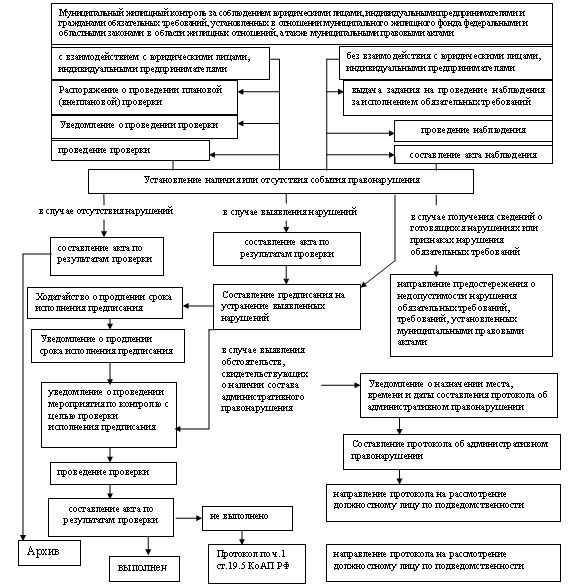 Муниципальный жилищный контроль за соблюдением юридическими лицами, индивидуальными предпринимателями и
гражданами обязательных требований, установленных в отношении муниципального жилищного фонда федеральными и
областными законами в области жилищных отношений, а также муниципальными правовыми актами
с взаимодействием с юридическими лицами,
индивидуальными предпринимателями
без взаимодействия с юридическими лицами,
индивидуальными предпринимателями
Распоряжение о проведении плановой
(внеплановой) проверки
выдача задания на проведение наблюдения
за исполнением обязательных требований
Уведомление о проведении проверки
проведение наблюдения
проведение проверки
составление акта наблюдения
Установление наличия или отсутствия события правонарушения
в случае отсутствия нарушений
в случае выявления нарушений
в случае получения сведений о
готовящихся нарушениях или
признаках нарушения
обязательных требований
составление акта по
результатам проверки
составление акта по
результатам проверки
направление предостережения о
недопустимости нарушения
обязательных требований,
требований, установленных
муниципальными правовыми
актами
Ходатайство о продлении срока
исполнения предписания
Составление предписания на
устранение выявленных
нарушений
Уведомление о продлении
срока исполнения предписания
в случае выявления
обстоятельств,
свидетельствующих
о наличии состава
административного
правонарушения
Уведомление о назначении места,
времени и даты составления протокола об
административном правонарушении
уведомление о проведении
мероприятия по контролю с
целью проверки
исполнения предписания
Составление протокола об административном
правонарушении
проведение проверки
направление протокола на рассмотрение
должностному лицу по подведомственности
составление акта по
результатам проверки
не выполнено
Архив
выполнен
Протокол по ч.1
ст.19.5 КоАП РФ
направление протокола на рассмотрение
должностному лицу по подведомственности